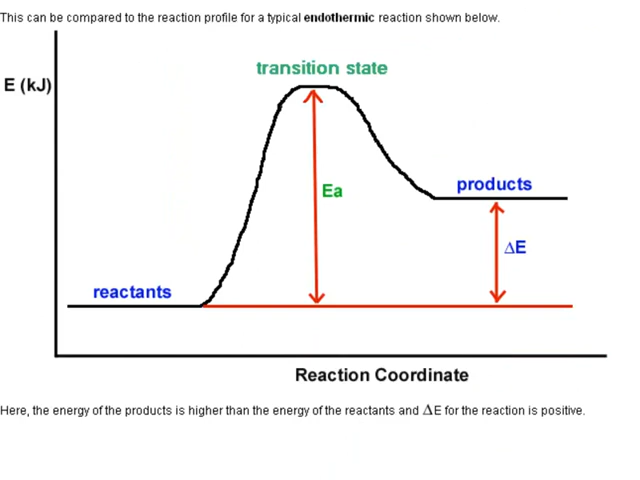 This can be compared to the reaction profile for a typical endothermic reaction shown below.
transition state
E (kJ)
Ea
products
ΔE
reactants
Reaction Coordinate
Here, the energy of the products is higher than the energy of the reactants and ΔE for the reaction is positive.